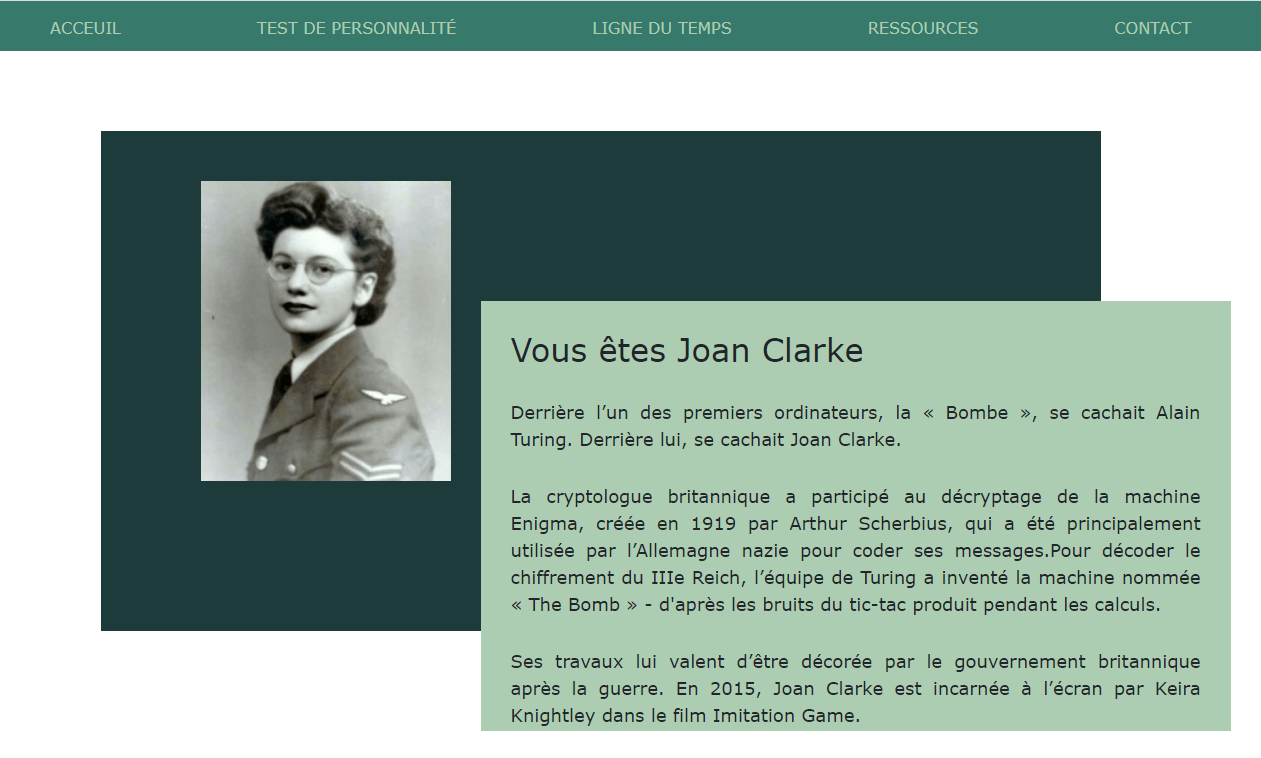 ACCEUIL TEST DE PERSONNALITÉ LIGNE DU TEMPS RESSOURCES CONTACT
Vous êtes Joan Clarke
Derrière l’un des premiers ordinateurs, la « Bombe », se cachait Alain
Turing. Derrière lui, se cachait Joan Clarke.
La cryptologue britannique a participé au décryptage de la machine
Enigma, créée en 1919 par Arthur Scherbius, qui a été principalement
utilisée par l’Allemagne nazie pour coder ses messages.Pour décoder le
chiffrement du IIIe Reich, l’équipe de Turing a inventé la machine nommée
« The Bomb » - d'après les bruits du tic-tac produit pendant les calculs.
Ses travaux lui valent d’être décorée par le gouvernement britannique
après la guerre. En 2015, Joan Clarke est incarnée à l’écran par Keira
Knightley dans le film Imitation Game.